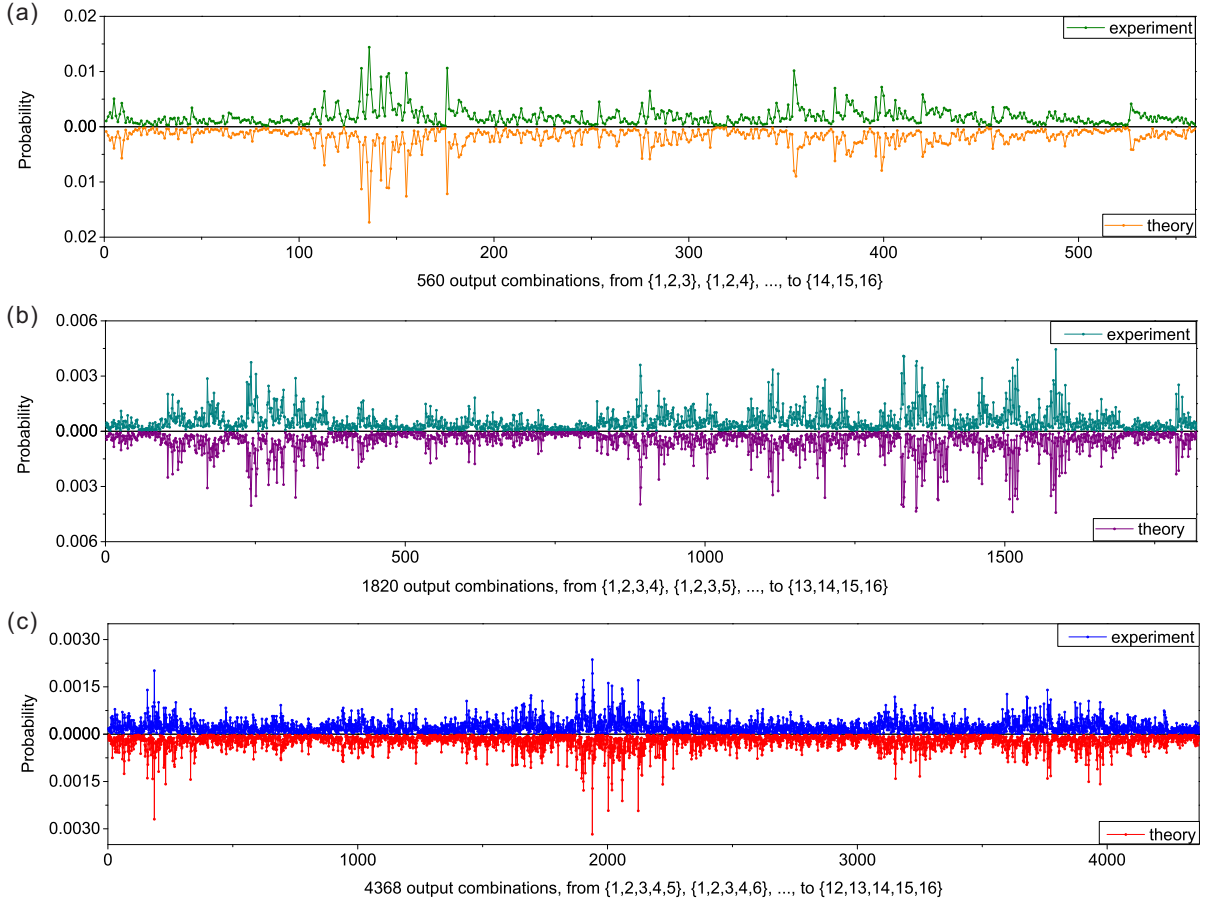 (a)
0.02
0.01
0.00
0.01
0.02
Probability
experiment
theory
0
100
200
300
400
500
560 output combinations, from {1,2,3}, {1,2,4}, ..., to {14,15,16}
(b)
0.006
0.003
0.000
0.003
0.006
Probability
experiment
theory
0
500
1000
1500
1820 output combinations, from {1,2,3,4}, {1,2,3,5}, ..., to {13,14,15,16}
(c)
0.0030
0.0015
0.0000
0.0015
0.0030
Probability
experiment
theory
0
1000
2000
3000
4000
4368 output combinations, from {1,2,3,4,5}, {1,2,3,4,6}, ..., to {12,13,14,15,16}